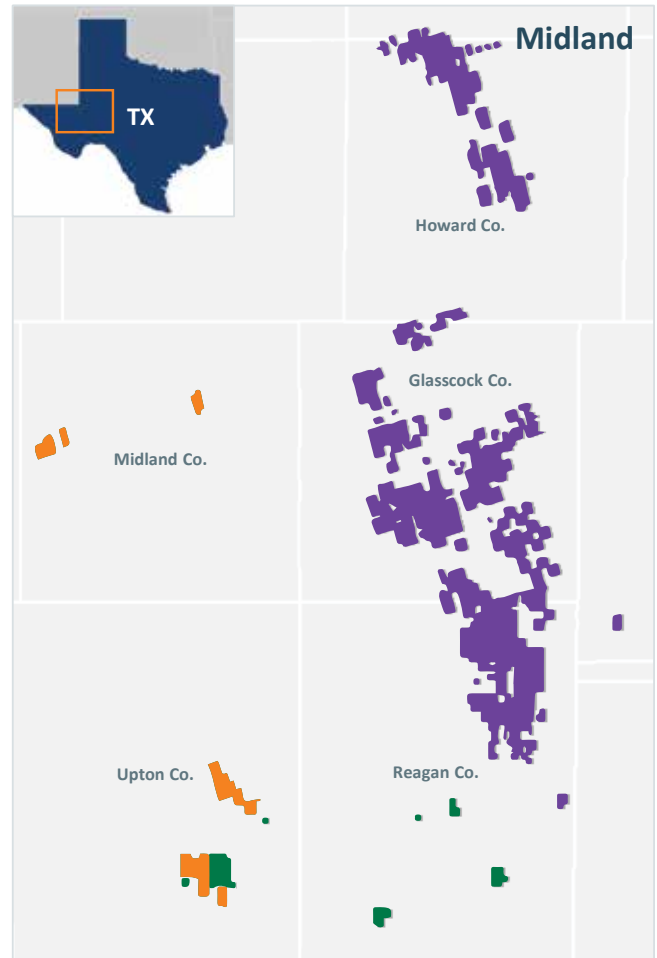 Midland
TX
Howard Co.
Glasscock Co.
Midland Co.
Upton Co.
Reagan Co.